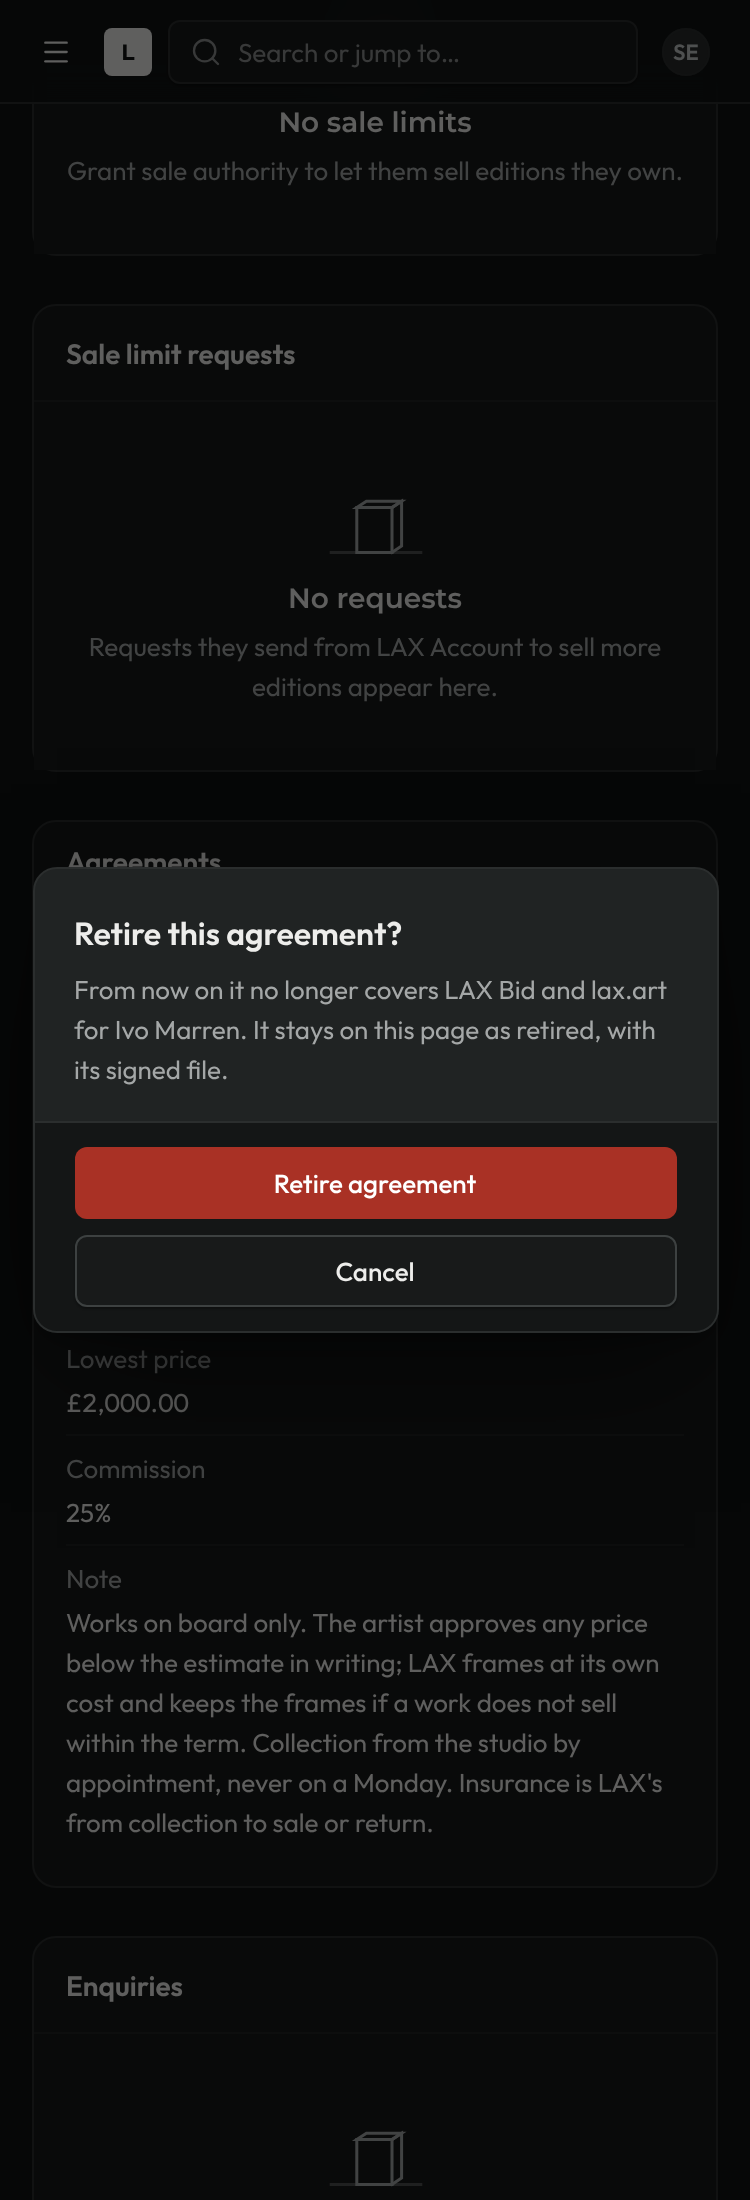 L
Search or jump to...
SE
No sale limits
Grant sale authority to let them sell editions they own.
Sale limit requests
No requests
Requests they send from LAX Account to sell more
editions appear here.
Agreements
Retire this agreement?
From now on it no longer covers LAX Bid and lax.art
for Ivo Marren. It stays on this page as retired, with
its signed file.
Retire agreement
Cancel
Lowest price
£2,000.00
Commission
25%
Note
Works on board only. The artist approves any price
below the estimate in writing; LAX frames at its own
cost and keeps the frames if a work does not sell
within the term. Collection from the studio by
appointment, never on a Monday. Insurance is LAX's
from collection to sale or return.
Enquiries